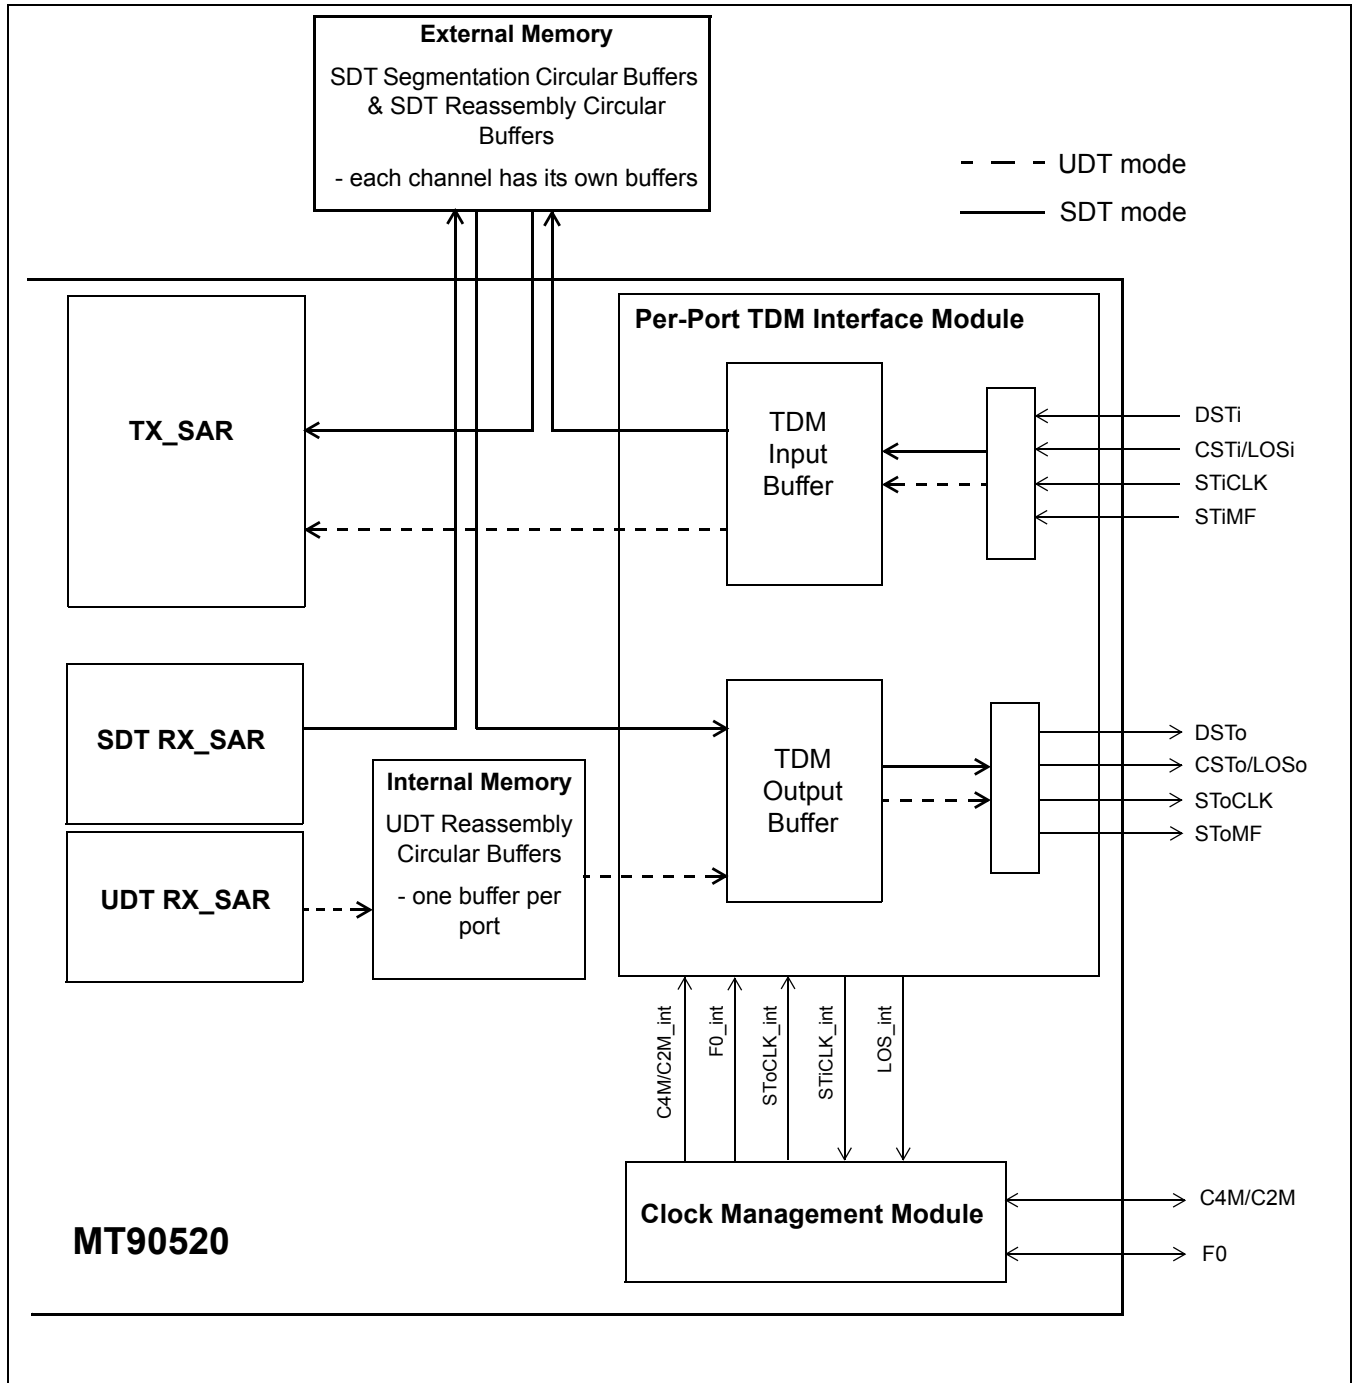 External Memory
SDT Segmentation Circular Buffers
& SDT Reassembly Circular
Buffers
- each channel has its own buffers
UDT mode
SDT mode
Per-Port TDM Interface Module
TX_SAR
TDM
Input
Buffer
DSTi
CSTi/LOSi
STiCLK
STiMF
SDT RX_SAR
UDT RX_SAR
Internal Memory
UDT Reassembly
Circular Buffers
- one buffer per
port
TDM
Output
Buffer
DSTo
CSTo/LOSo
SToCLK
SToMF
C4M/C2M_int
F0_int
SToCLK_int
STiCLK_int
LOS_int
Clock Management Module
C4M/C2M
F0
MT90520